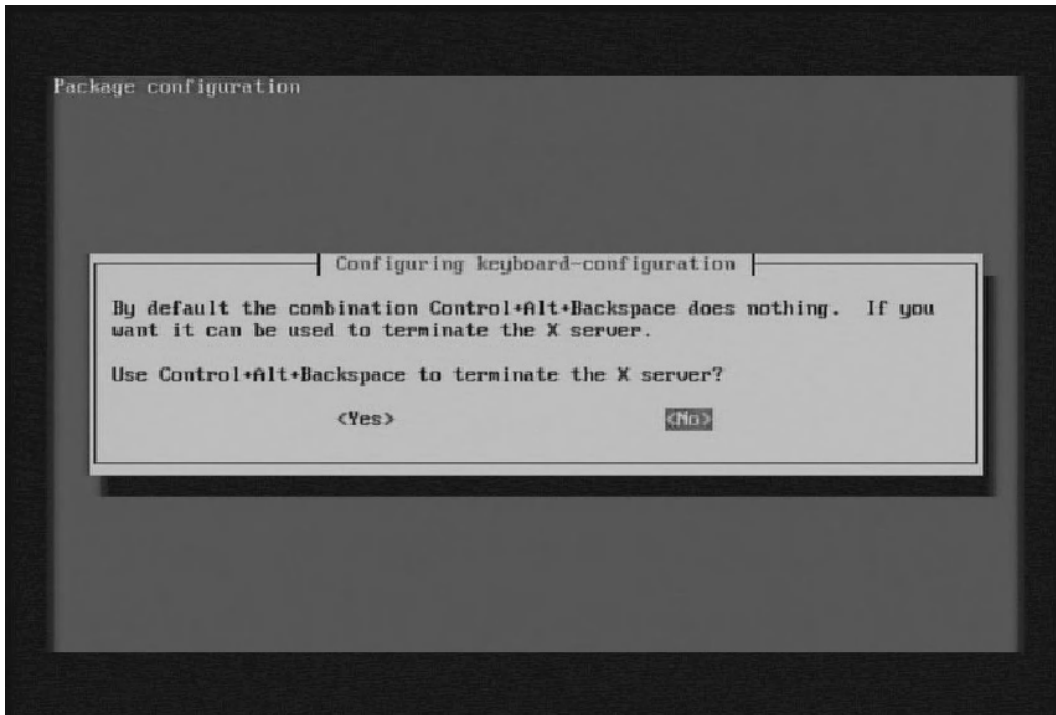 Package configuration
Configuring keyboard-configuration
By default the combination Control+Alt+Backspace does nothing.  If you
want it can be used to terminate the X server.
Use Control+Alt+Backspace to terminate the X server?
<Yes>
<No>